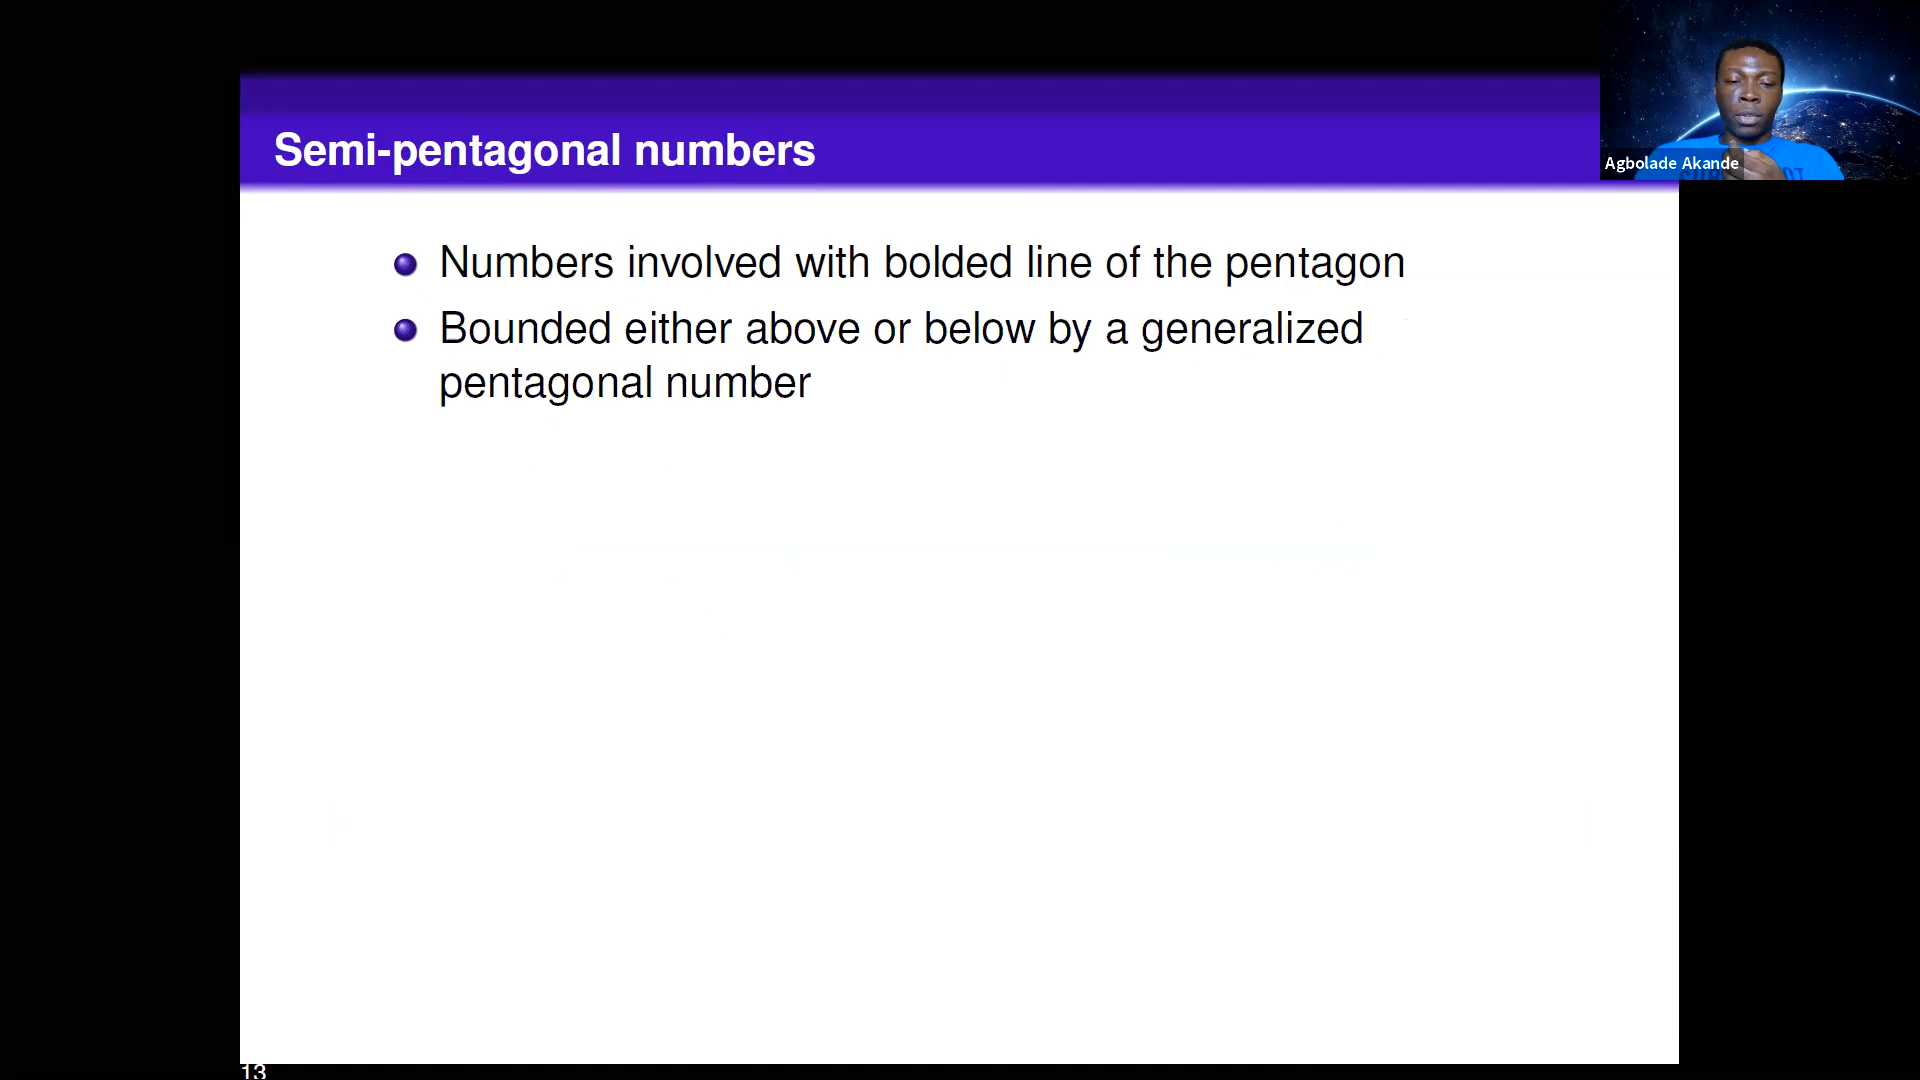 Semi-pentagonal numbers
Agbolade Akande
Numbers involved with bolded line of the pentagon
Bounded either above or below by a generalized
pentagonal number
13